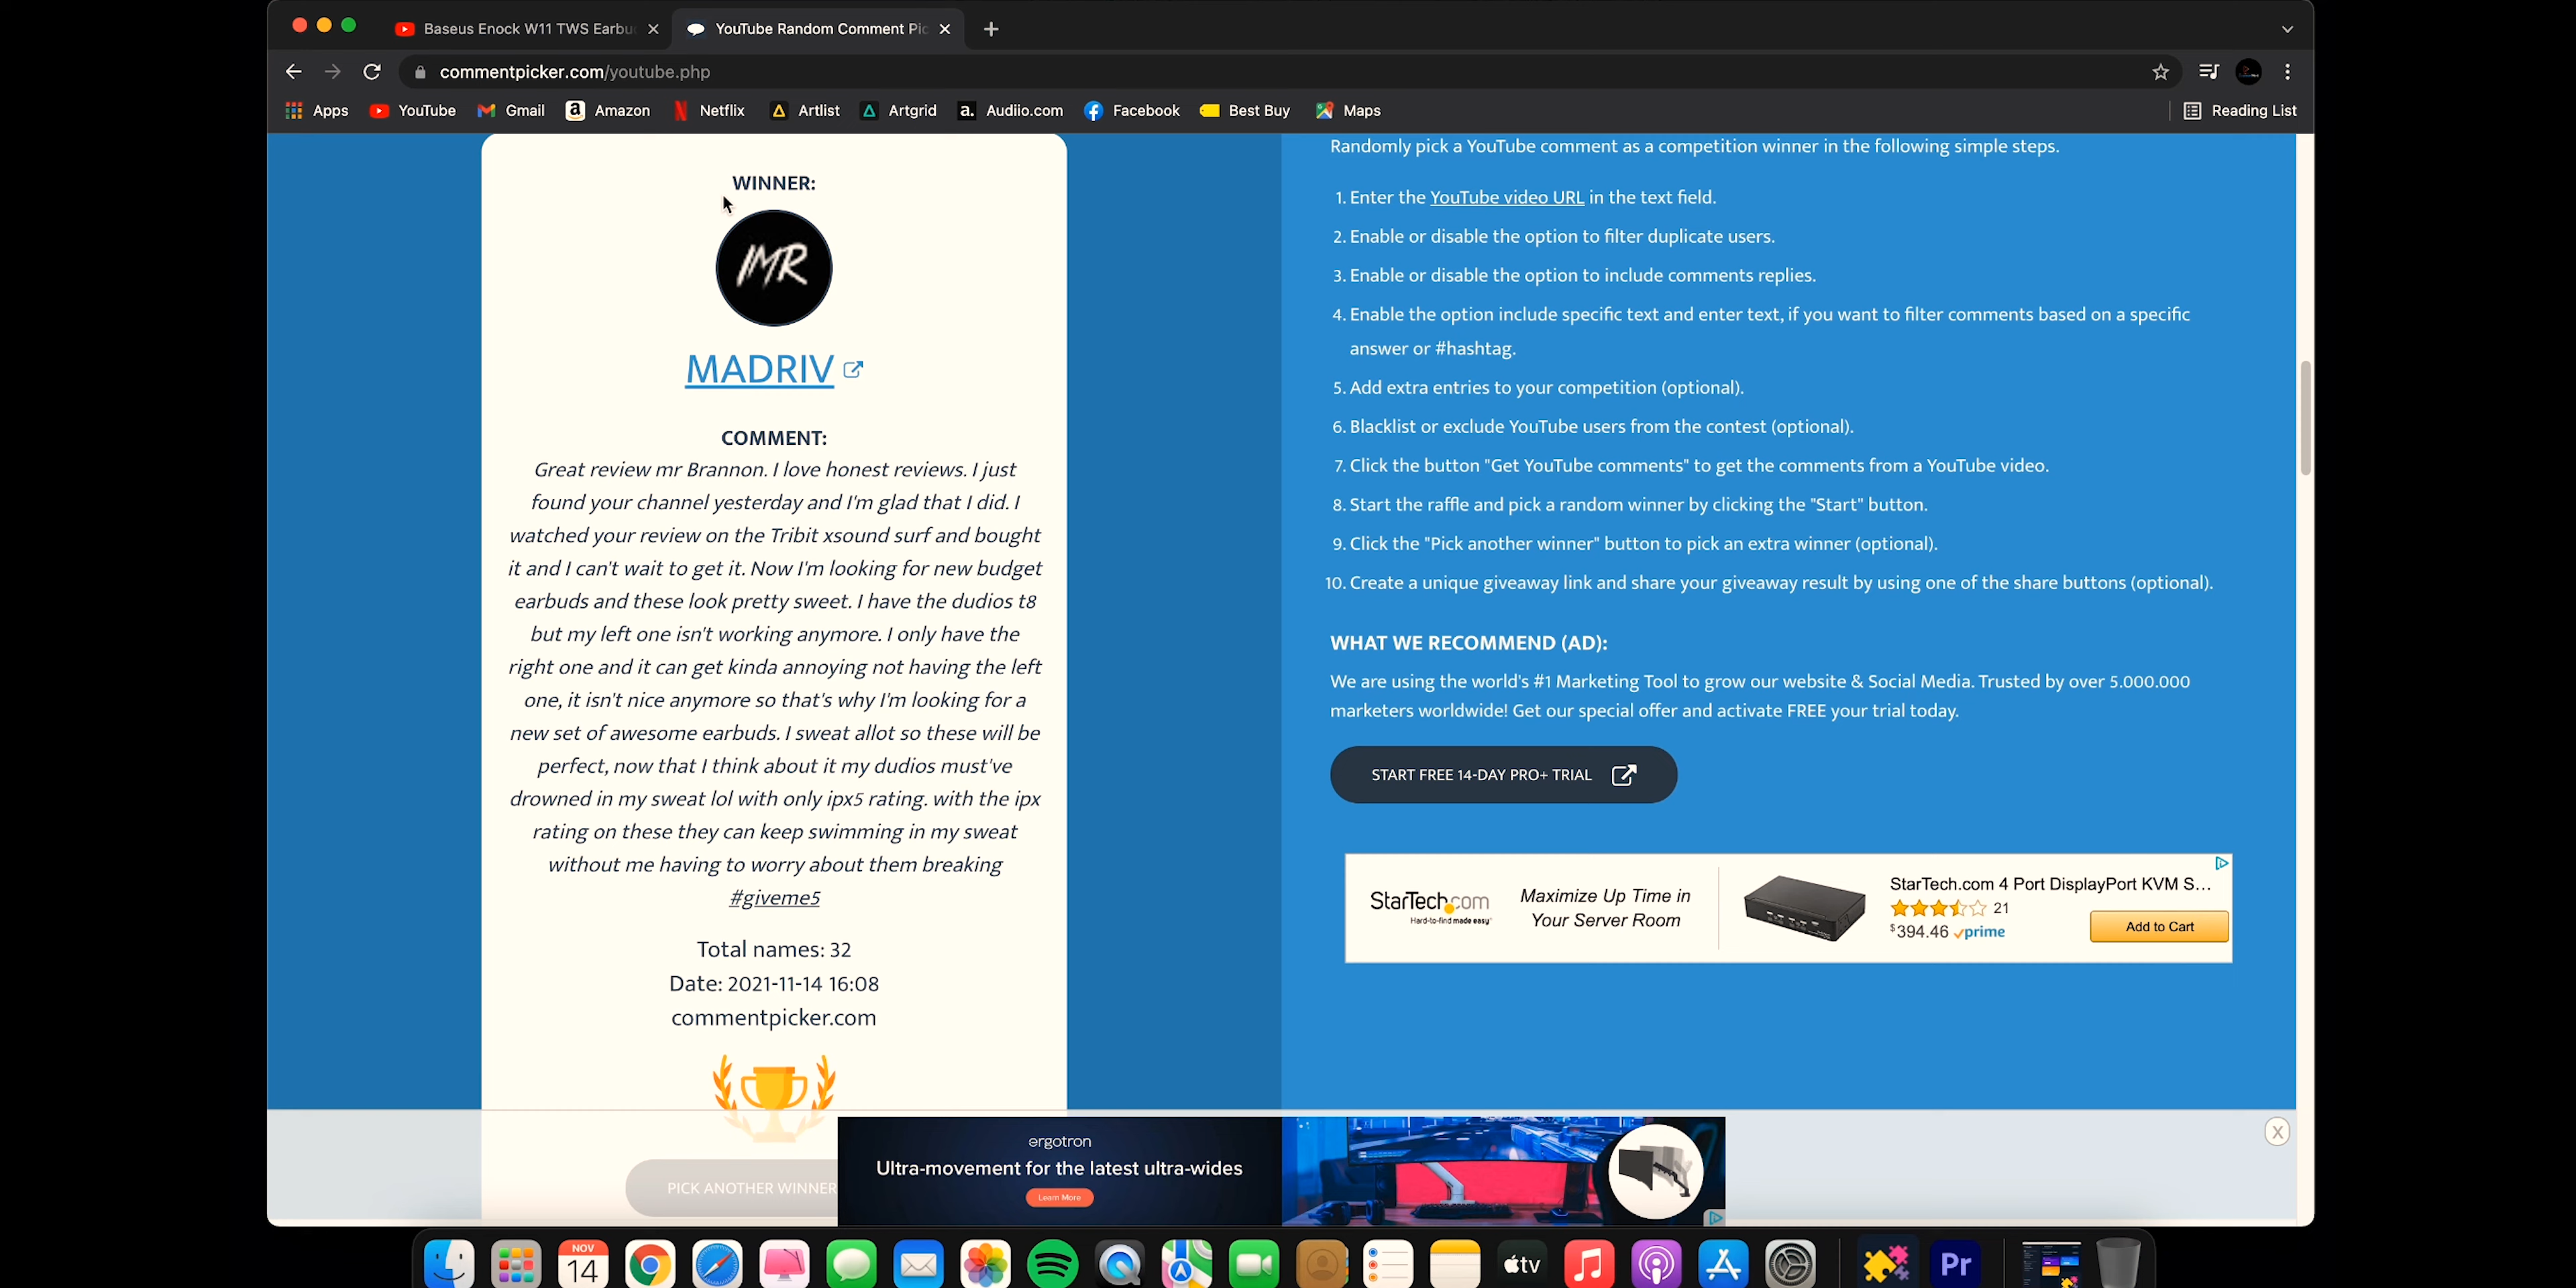 Baseus Enock W11 TWS Earbu
YouTube Random Comment Pic
commentpicker.com/youtube.php
Apps
YouTube
Gmail
Amazon
Netflix
Artlist
Artgrid
Audiio.com
Facebook
Best Buy
Maps
Reading List
WINNER:
IMR
MADRIV
COMMENT:
Great review mr Brannon. I love honest reviews. I just
found your channel yesterday and I'm glad that I did. I
watched your review on the Tribit xsound surf and bought
it and I can't wait to get it. Now I'm looking for new budget
earbuds and these look pretty sweet. I have the dudios t8
but my left one isn't working anymore. I only have the
right one and it can get kinda annoying not having the left
one, it isn't nice anymore so that's why I'm looking for a
new set of awesome earbuds. I sweat allot so these will be
perfect, now that I think about it my dudios must've
drowned in my sweat lol with only ipx5 rating. with the ipx
rating on these they can keep swimming in my sweat
without me having to worry about them breaking
#giveme5
Total names: 32
Date: 2021-11-14 16:08
commentpicker.com
PICK ANOTHER WINNER
Randomly pick a YouTube comment as a competition winner in the following simple steps.
1. Enter the YouTube video URL in the text field.
2. Enable or disable the option to filter duplicate users.
3. Enable or disable the option to include comments replies.
4. Enable the option include specific text and enter text, if you want to filter comments based on a specific
answer or #hashtag.
5. Add extra entries to your competition (optional).
6. Blacklist or exclude YouTube users from the contest (optional).
7. Click the button "Get YouTube comments" to get the comments from a YouTube video.
8. Start the raffle and pick a random winner by clicking the "Start" button.
9. Click the "Pick another winner" button to pick an extra winner (optional).
10. Create a unique giveaway link and share your giveaway result by using one of the share buttons (optional).
WHAT WE RECOMMEND (AD):
We are using the world's #1 Marketing Tool to grow our website & Social Media. Trusted by over 5.000.000
marketers worldwide! Get our special offer and activate FREE your trial today.
START FREE 14-DAY PRO+ TRIAL
StarTech.com
Hard-to-find made easy
Maximize Up Time in
Your Server Room
StarTech.com 4 Port DisplayPort KVM S...
21
$394.46 prime
Add to Cart
ergotron
Ultra-movement for the latest ultra-wides
Learn More
X
NOV
14
tv
Pr